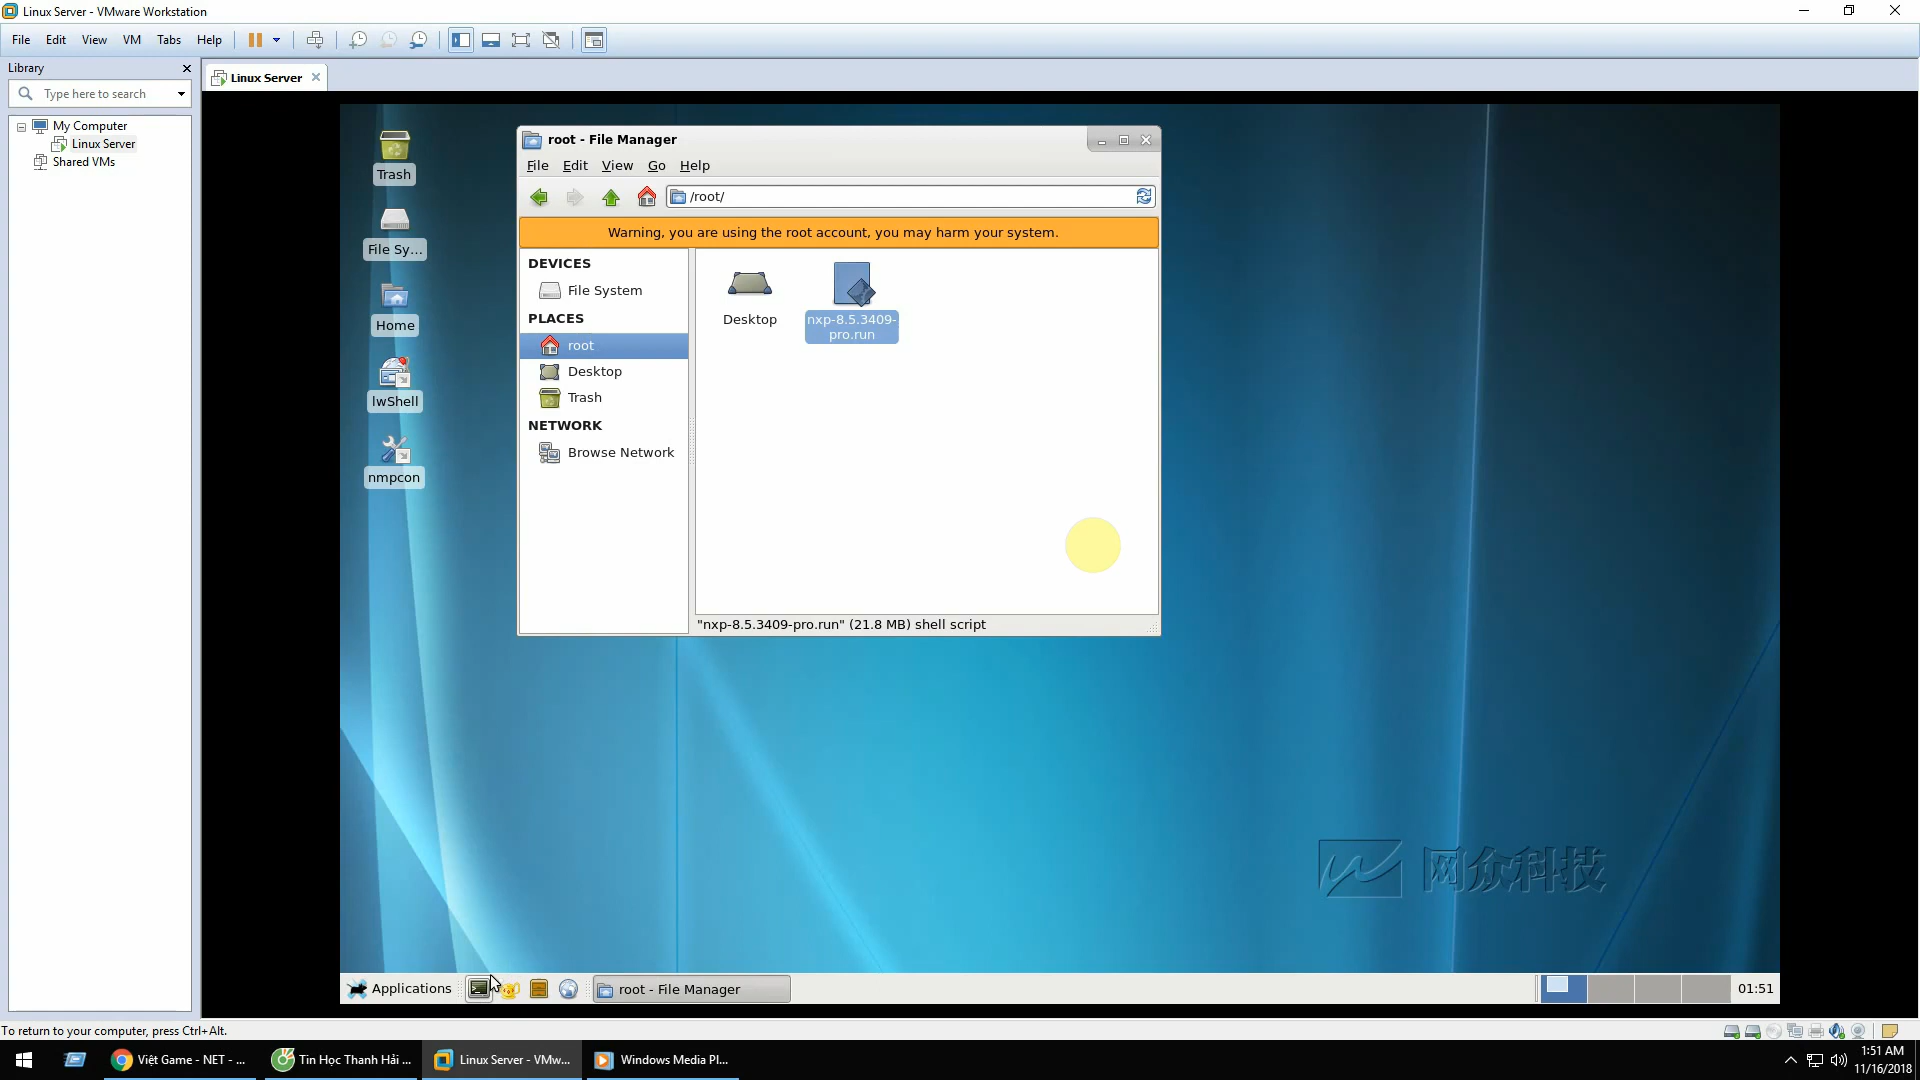 Linux Server - VMware Workstation
File Edit View VM Tabs Help
Library
Type here to search
My Computer
Linux Server
Shared VMs
Linux Server
Trash
File Sy...
Home
lwShell
nmpcon
root - File Manager
File Edit View Go Help
/root/
Warning, you are using the root account, you may harm your system.
DEVICES
File System
PLACES
root
Desktop
Trash
NETWORK
Browse Network
Desktop
nxp-8.5.3409-
pro.run
"nxp-8.5.3409-pro.run" (21.8 MB) shell script
网众科技
Applications
root - File Manager
01:51
To return to your computer, press Ctrl+Alt.
Việt Game - NET - ...
Tin Học Thanh Hải ...
Linux Server - VMw...
Windows Media Pl...
1:51 AM
11/16/2018